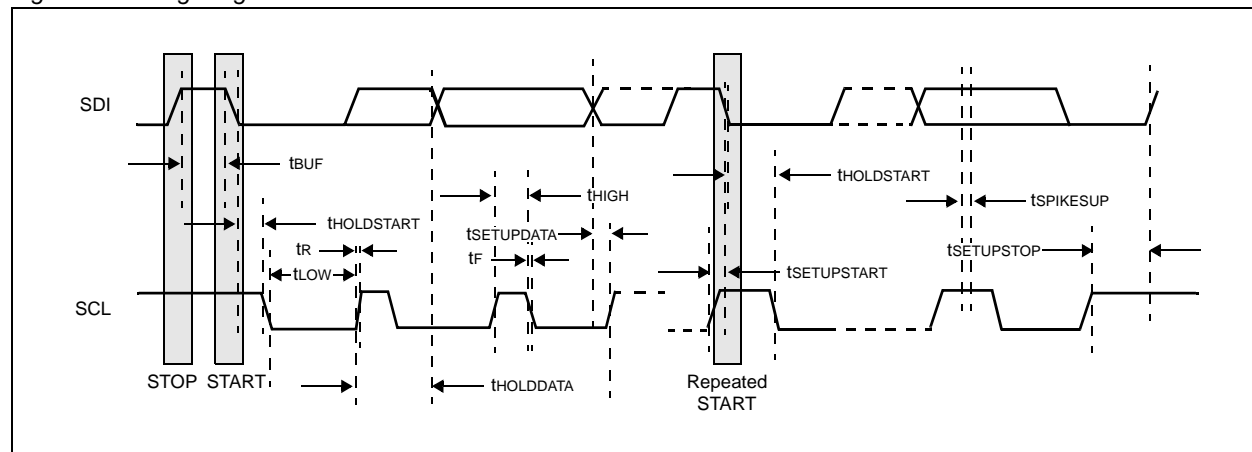 SDI
tBUF
tHOLDSTART
tHIGH
tHOLDSTART
tSPIKESUP
tR
tSETUPDATA
tF
tLOW
tSETUPSTART
tSETUPSTOP
SCL
STOP START
tHOLDDATA
Repeated
START